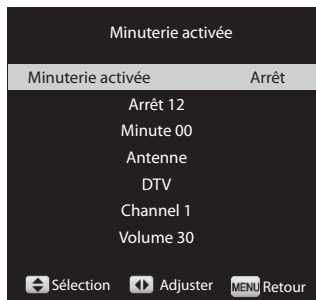 Minuterie activée
Minuterie activée Arrêt
Arrêt 12
Minute 00
Antenne
DTV
Channel 1
Volume 30
Sélection Adjuster MENU Retour